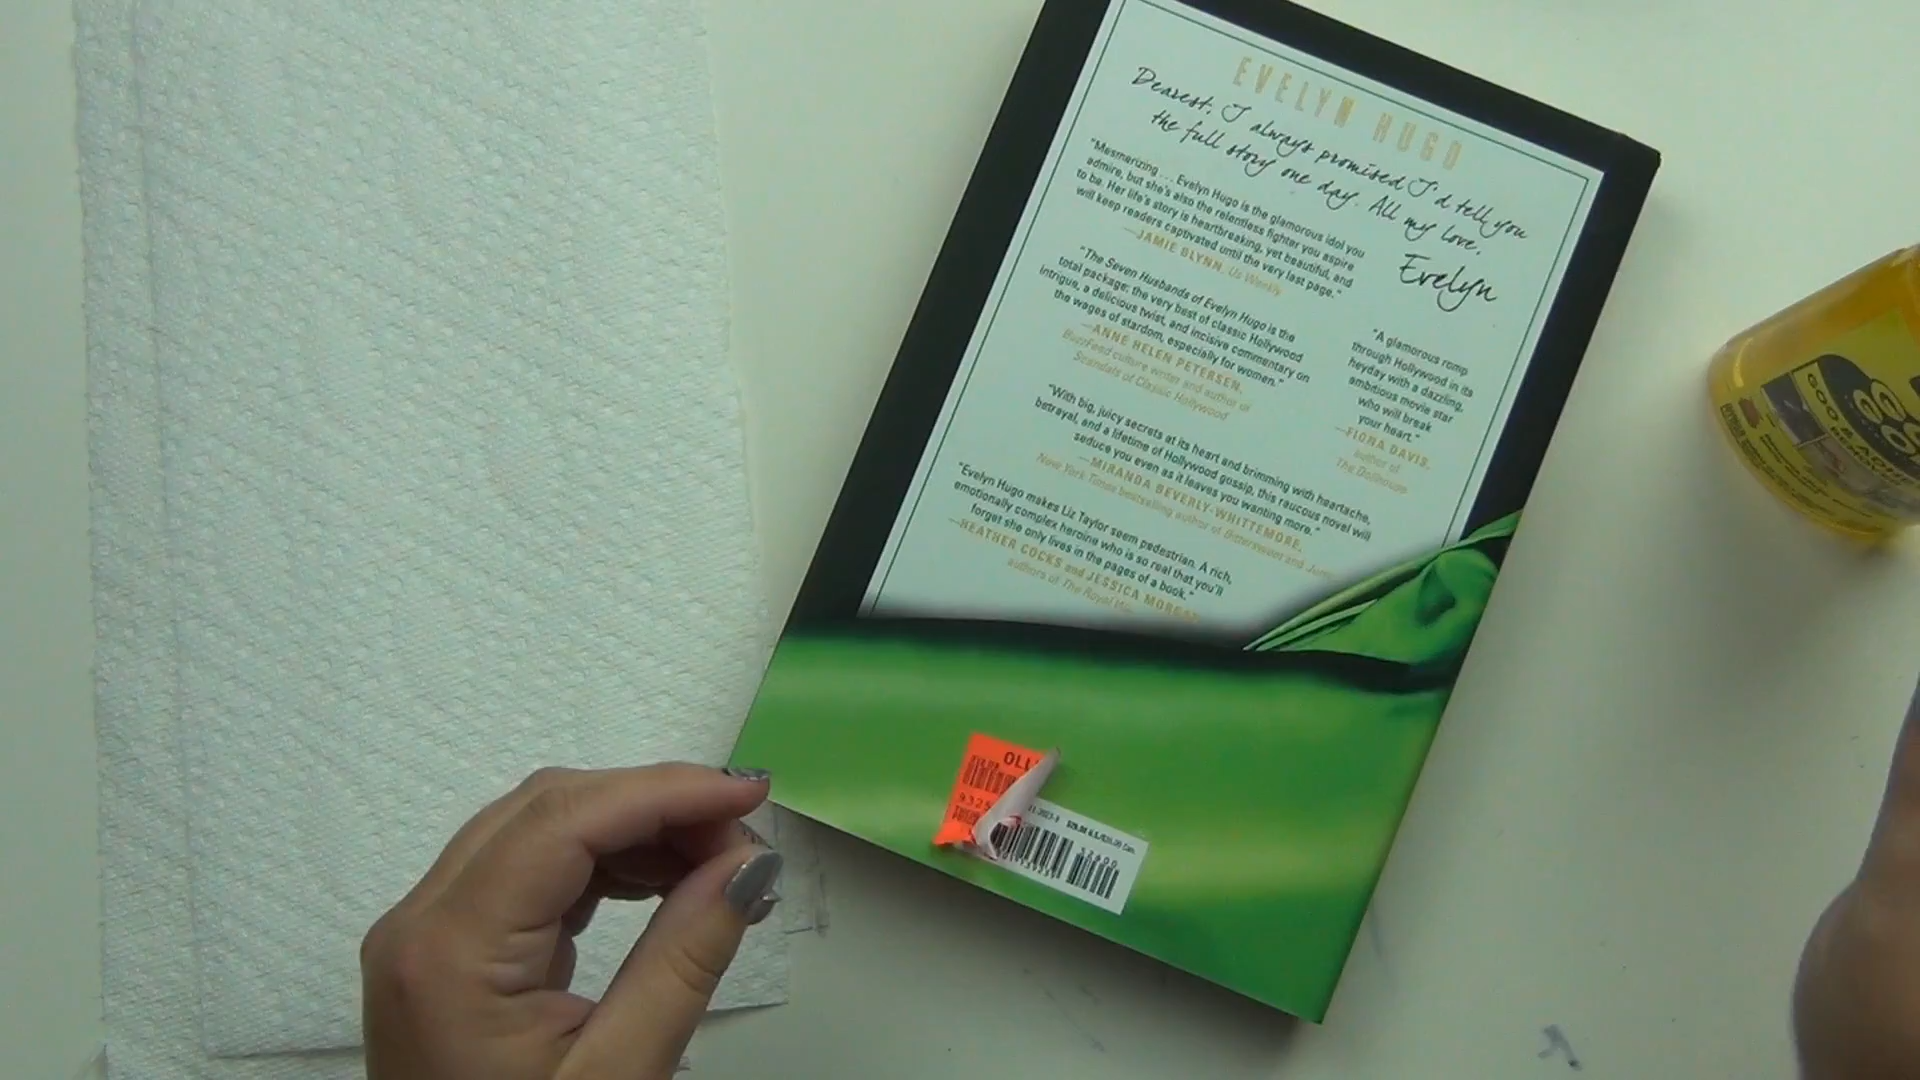 EVELYN HUGO
Dearest, I always promised I'd tell you
the full story one day. All my love,
Evelyn
"Mesmerizing . . . Evelyn Hugo is the glamorous idol you
admire, but she's also the relentless fighter you aspire
to be. Her life's story is heartbreaking, yet beautiful, and
will keep readers captivated until the very last page."
—JAMIE BLYNN, Us Weekly
"The Seven Husbands of Evelyn Hugo is the
total package: the very best of classic Hollywood
intrigue, a delicious twist, and incisive commentary on
the wages of stardom, especially for women."
—ANNE HELEN PETERSEN,
BuzzFeed culture writer and author of
Scandals of Classic Hollywood
"A glamorous romp
through Hollywood in its
heyday with a dazzling,
ambitious movie star
who will break
your heart."
—FIONA DAVIS,
author of
The Dollhouse
"With big, juicy secrets at its heart and brimming with heartache,
betrayal, and a lifetime of Hollywood gossip, this raucous novel will
seduce you even as it leaves you wanting more."
—MIRANDA BEVERLY-WHITTEMORE,
New York Times bestselling author of Bittersweet and June
"Evelyn Hugo makes Liz Taylor seem pedestrian. A rich,
emotionally complex heroine who is so real that you'll
forget she only lives in the pages of a book."
—HEATHER COCKS and JESSICA MORGAN,
authors of The Royal We
OLL
9325
52600
GOO